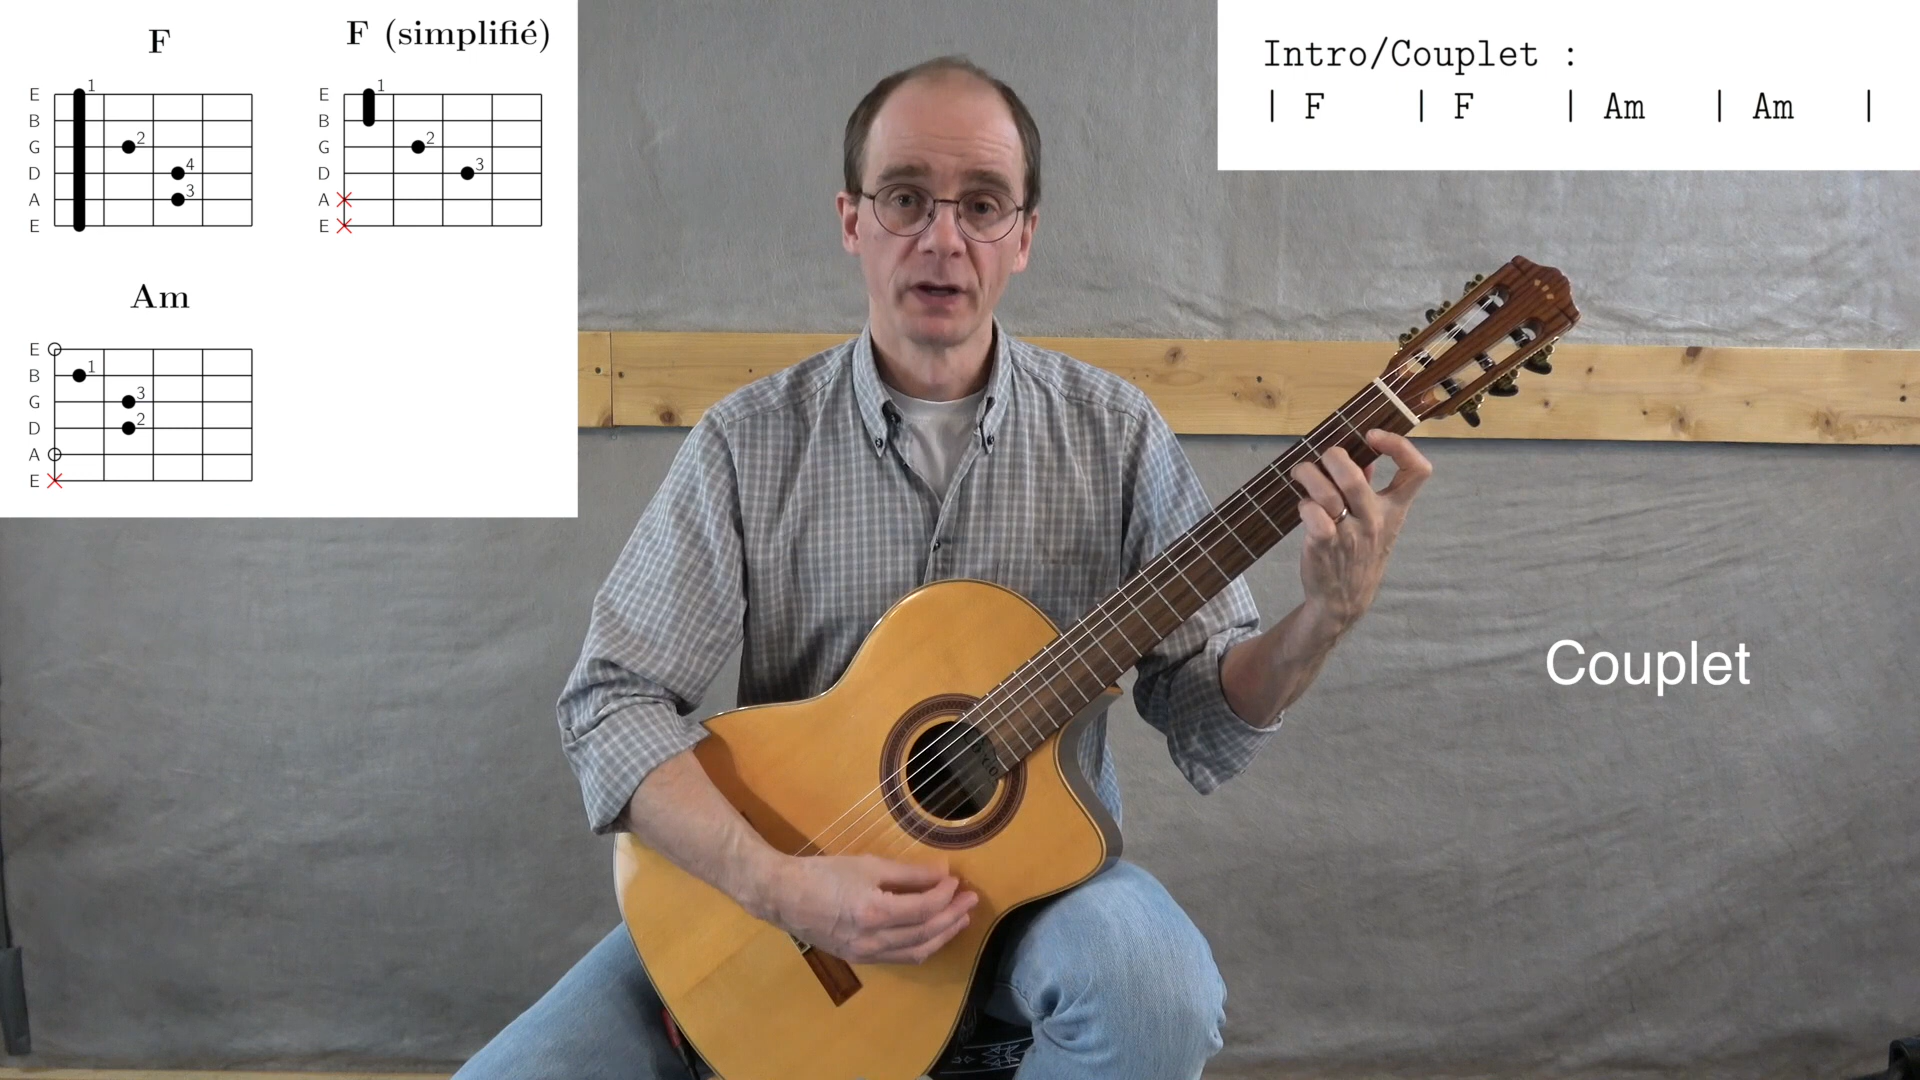 F
F (simplifié)
E 1
B
G 2
D 4
A 3
E
E 1
B
G 2
D 3
A
E
Am
E
B 1
G 3
D 2
A
E
Intro/Couplet :
| F | F | Am | Am |
Couplet